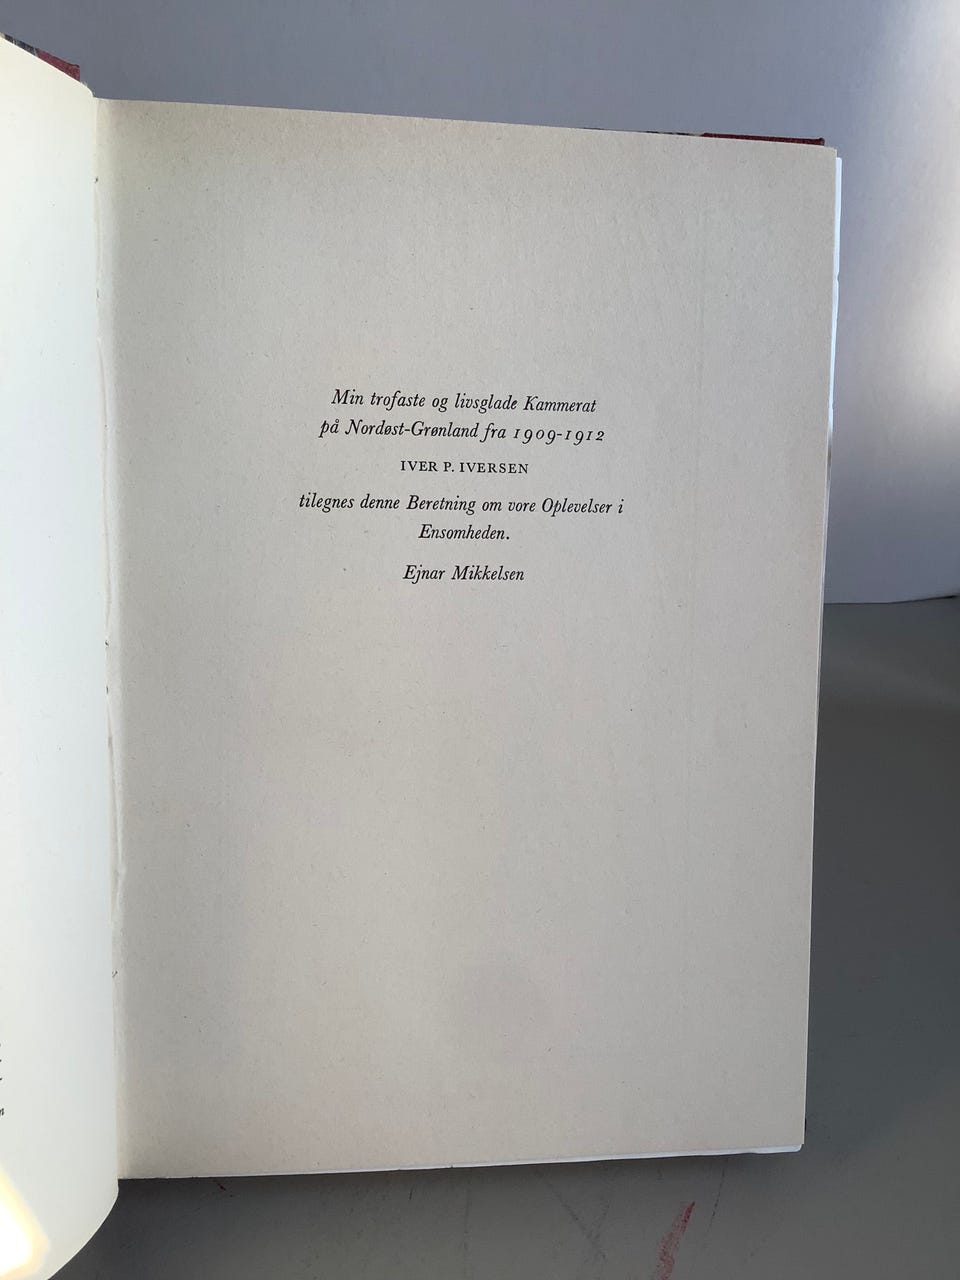 Min trofaste og livsglade Kammerat
på Nordøst-Grønland fra 1909-1912
IVER P. IVERSEN
tilegnes denne Beretning om vore Oplevelser i
Ensomheden.
Ejnar Mikkelsen